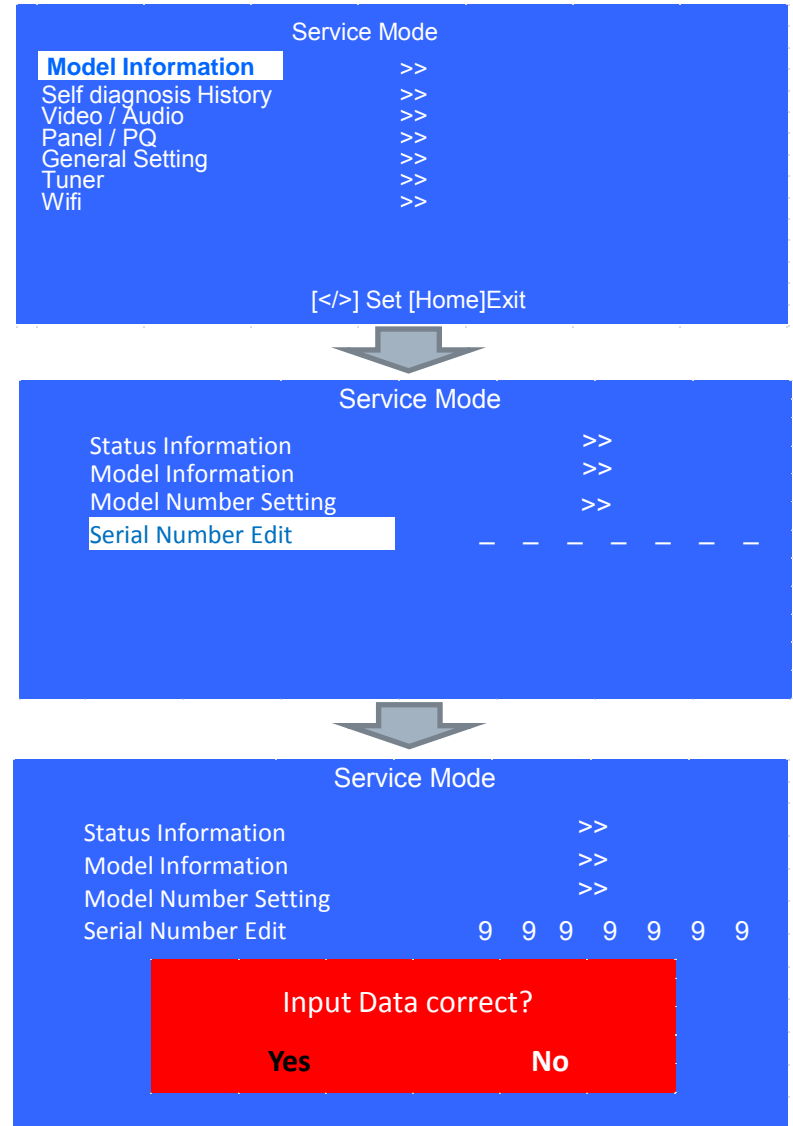 Service Mode
Model Information >>
Self diagnosis History >>
Video / Audio >>
Panel / PQ >>
General Setting >>
Tuner >>
Wifi >>
[</>] Set [Home]Exit
Service Mode
Status Information >>
Model Information >>
Model Number Setting >>
Serial Number Edit _ _ _ _ _ _ _
Service Mode
Status Information >>
Model Information >>
Model Number Setting >>
Serial Number Edit 9 9 9 9 9 9 9
Input Data correct?
Yes No